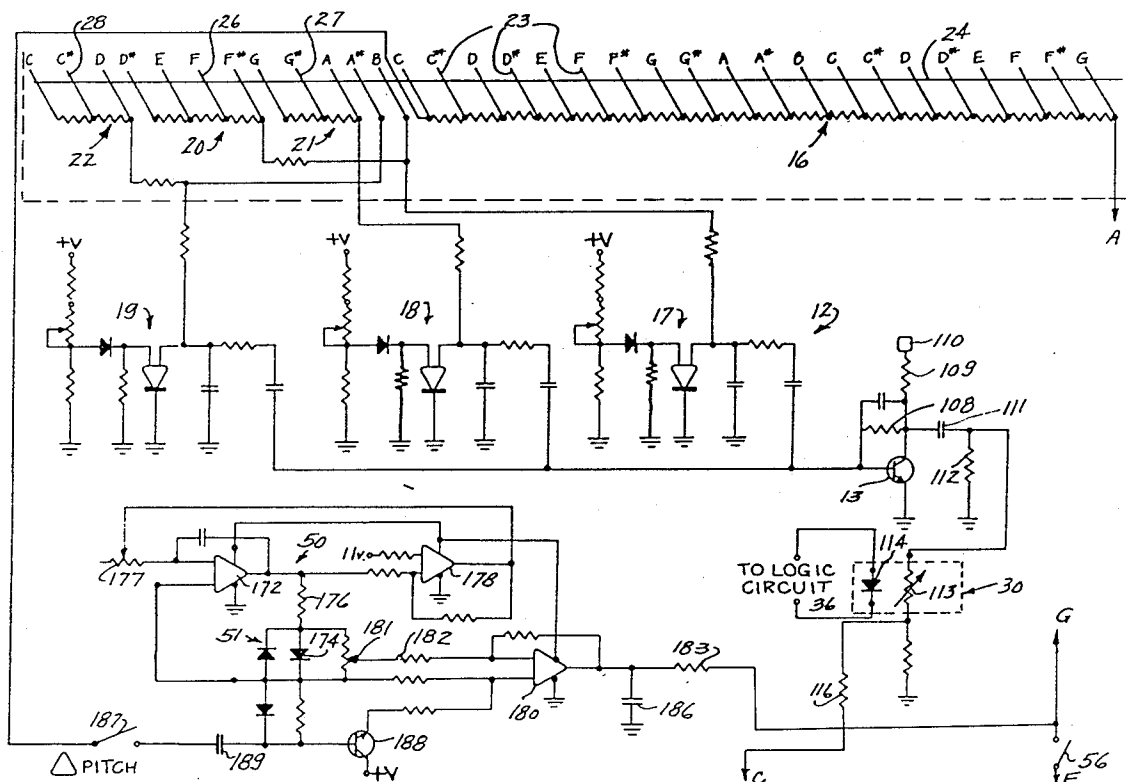 28 26 27 23 24
C C# D D# E F F# G G# A A# B C C# D D# E F F# G G# A A# B C C# D D# E F F# G
22 20 21 16
A
+V +V +V
19 18 17 12
110
109
108 111
13 112
50 11v.
177 172 178
176
TO LOGIC CIRCUIT
36
114 113 30
G
51 174 181 182
180 183
186 116
187 189 188
△ PITCH
+V
C
56
F